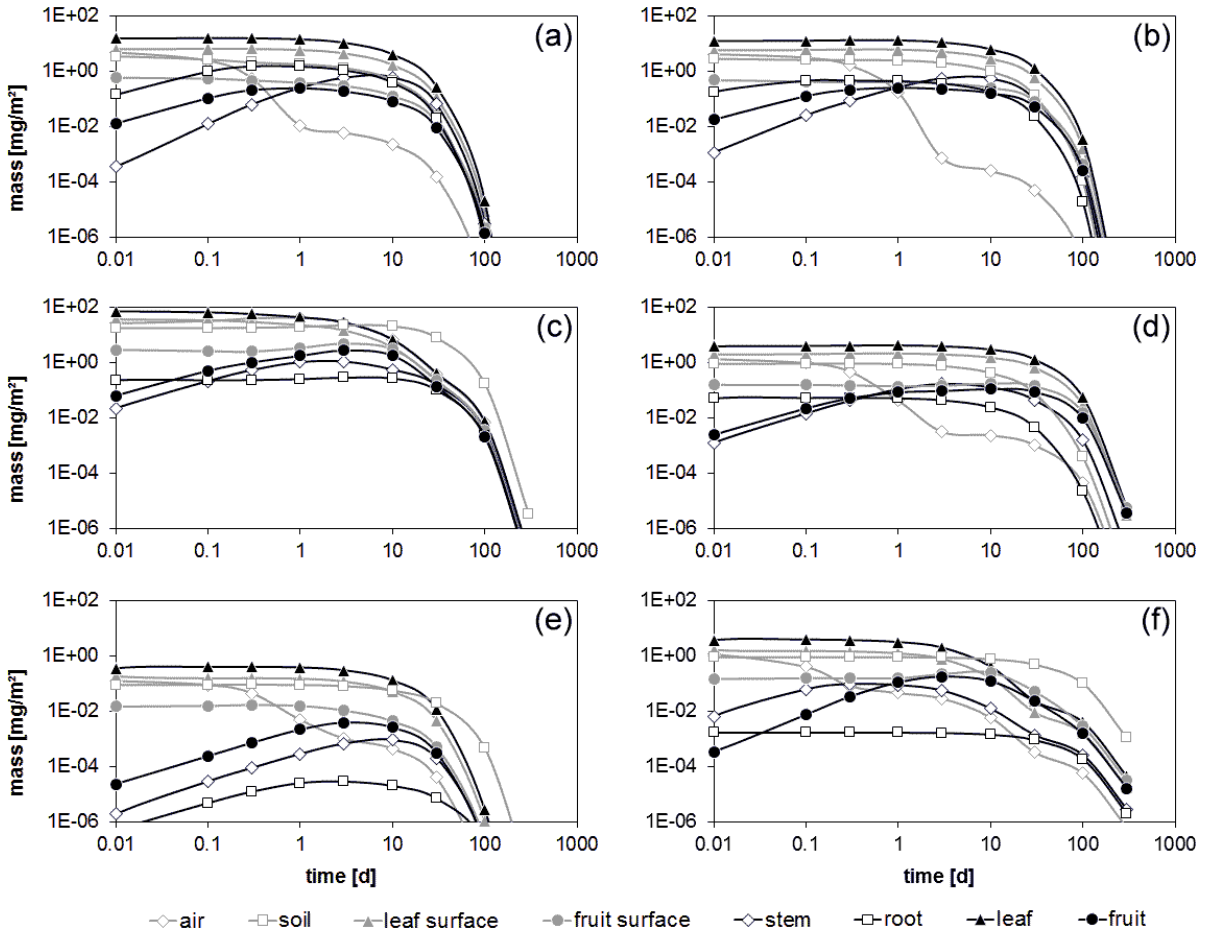 (a)
1E+02
1E+00
1E-02
1E-04
1E-06
mass [mg/m²]
0.01 0.1 1 10 100 1000
(b)
1E+02
1E+00
1E-02
1E-04
1E-06
0.01 0.1 1 10 100 1000
(c)
1E+02
1E+00
1E-02
1E-04
1E-06
mass [mg/m²]
0.01 0.1 1 10 100 1000
(d)
1E+02
1E+00
1E-02
1E-04
1E-06
0.01 0.1 1 10 100 1000
(e)
1E+02
1E+00
1E-02
1E-04
1E-06
mass [mg/m²]
0.01 0.1 1 10 100 1000
time [d]
(f)
1E+02
1E+00
1E-02
1E-04
1E-06
0.01 0.1 1 10 100 1000
time [d]
air soil leaf surface fruit surface stem root leaf fruit